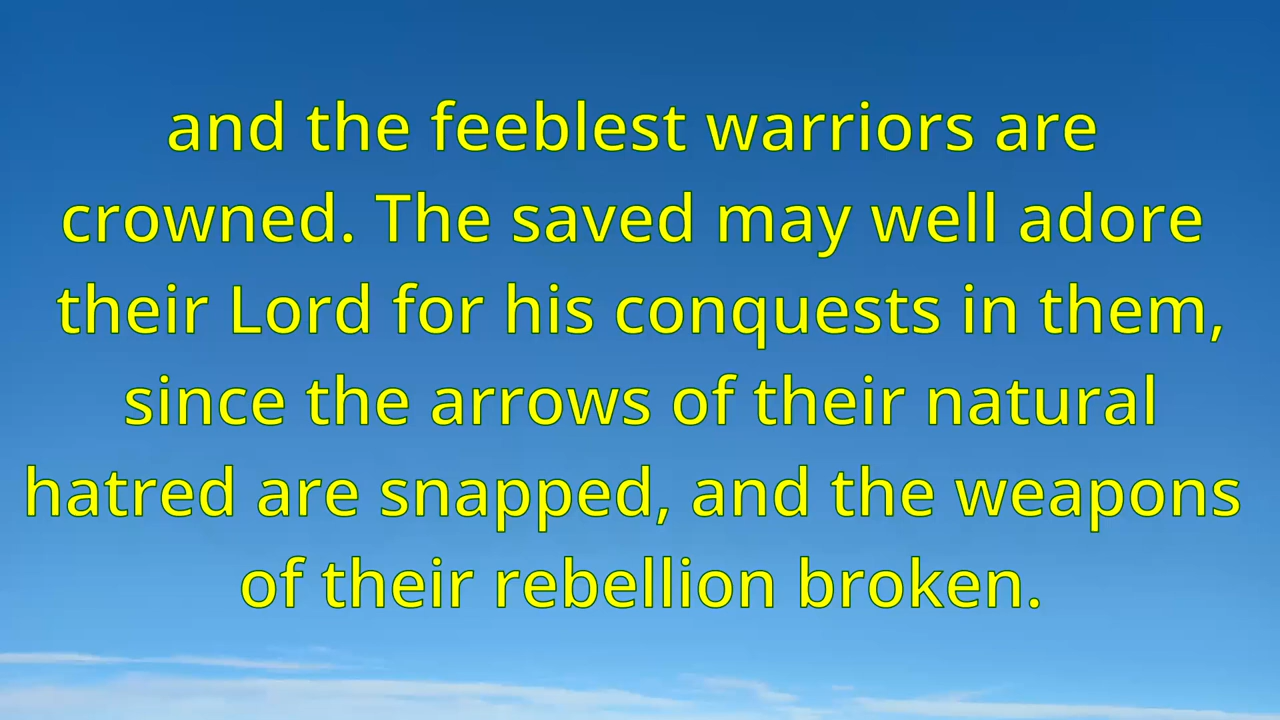 and the feeblest warriors are
crowned. The saved may well adore
their Lord for his conquests in them,
since the arrows of their natural
hatred are snapped, and the weapons
of their rebellion broken.